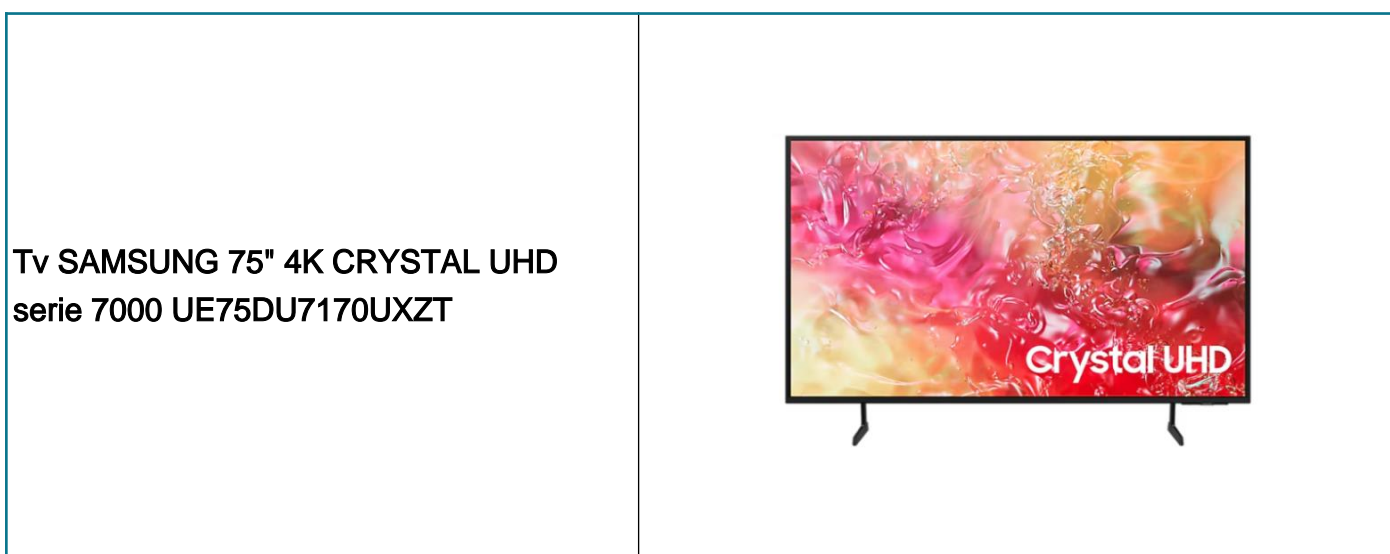 Tv SAMSUNG 75" 4K CRYSTAL UHD
serie 7000 UE75DU7170UXZT
Crystal UHD